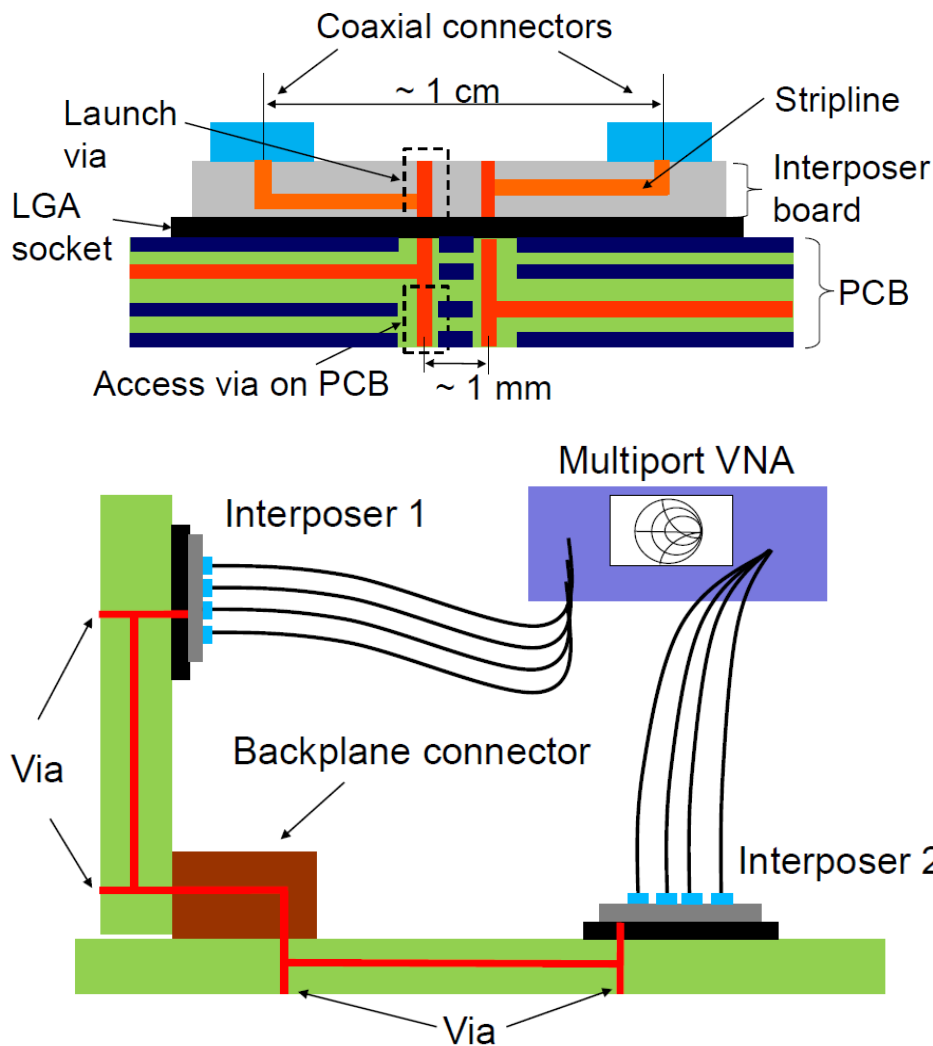 Coaxial connectors
~ 1 cm
Stripline
Launch
via
Interposer
board
LGA
socket
PCB
Access via on PCB
~ 1 mm
Multiport VNA
Interposer 1
Via
Backplane connector
Interposer 2
Via